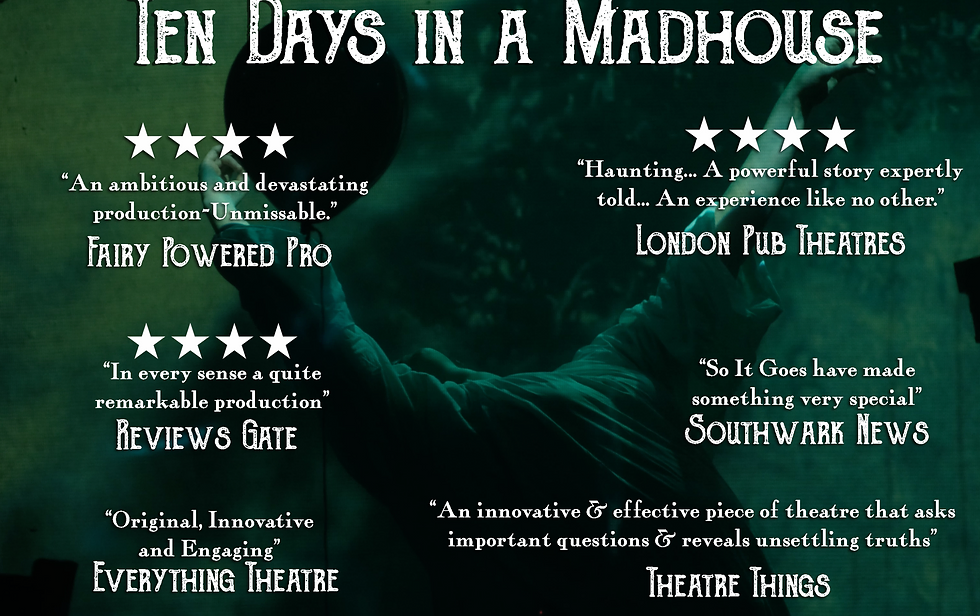 Ten Days in a Madhouse
★★★★
“An ambitious and devastating
production~Unmissable.”
Fairy Powered Pro
★★★★
“Haunting... A powerful story expertly
told... An experience like no other.”
London Pub Theatres
★★★★
“In every sense a quite
remarkable production”
Reviews Gate
“So It Goes have made
something very special”
Southwark News
“Original, Innovative
and Engaging”
Everything Theatre
“An innovative & effective piece of theatre that asks
important questions & reveals unsettling truths”
Theatre Things